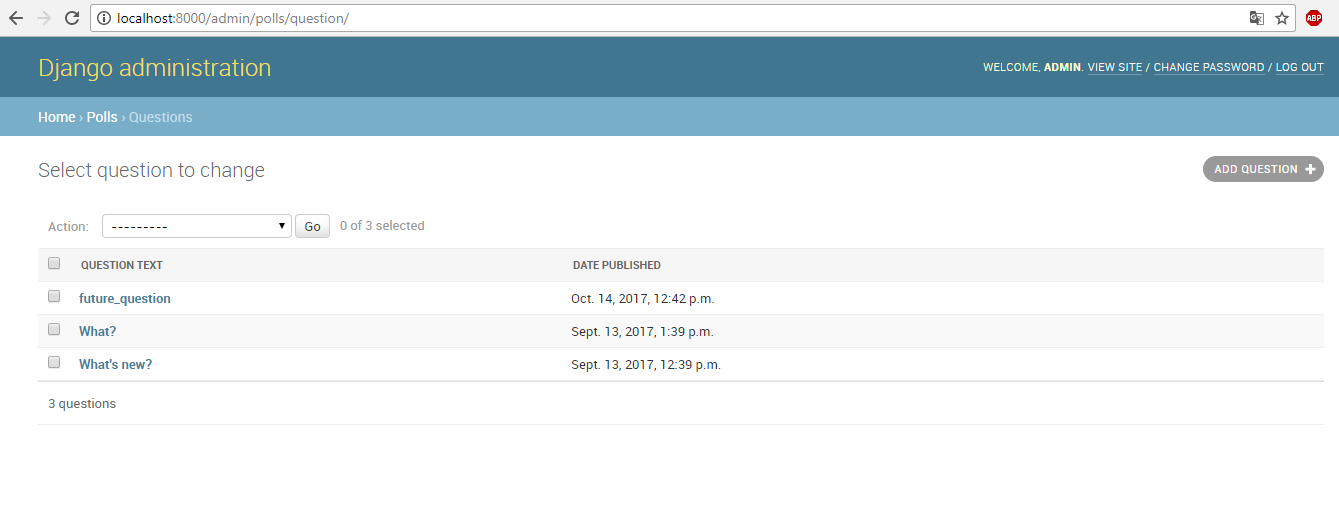 localhost:8000/admin/polls/question/
ABP
Django administration
WELCOME, ADMIN. VIEW SITE / CHANGE PASSWORD / LOG OUT
Home › Polls › Questions
Select question to change
ADD QUESTION +
Action: --------- Go 0 of 3 selected
QUESTION TEXT DATE PUBLISHED
future_question Oct. 14, 2017, 12:42 p.m.
What? Sept. 13, 2017, 1:39 p.m.
What's new? Sept. 13, 2017, 12:39 p.m.
3 questions